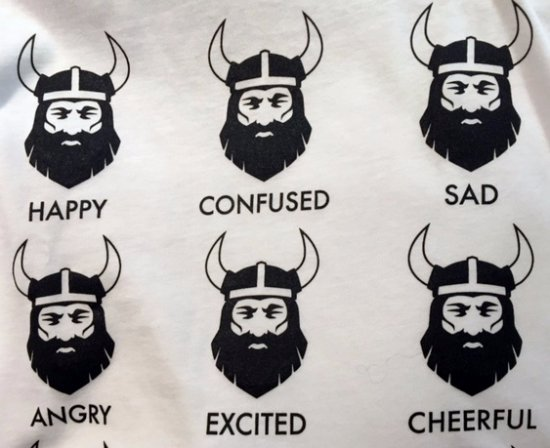 HAPPY
CONFUSED
SAD
ANGRY
EXCITED
CHEERFUL